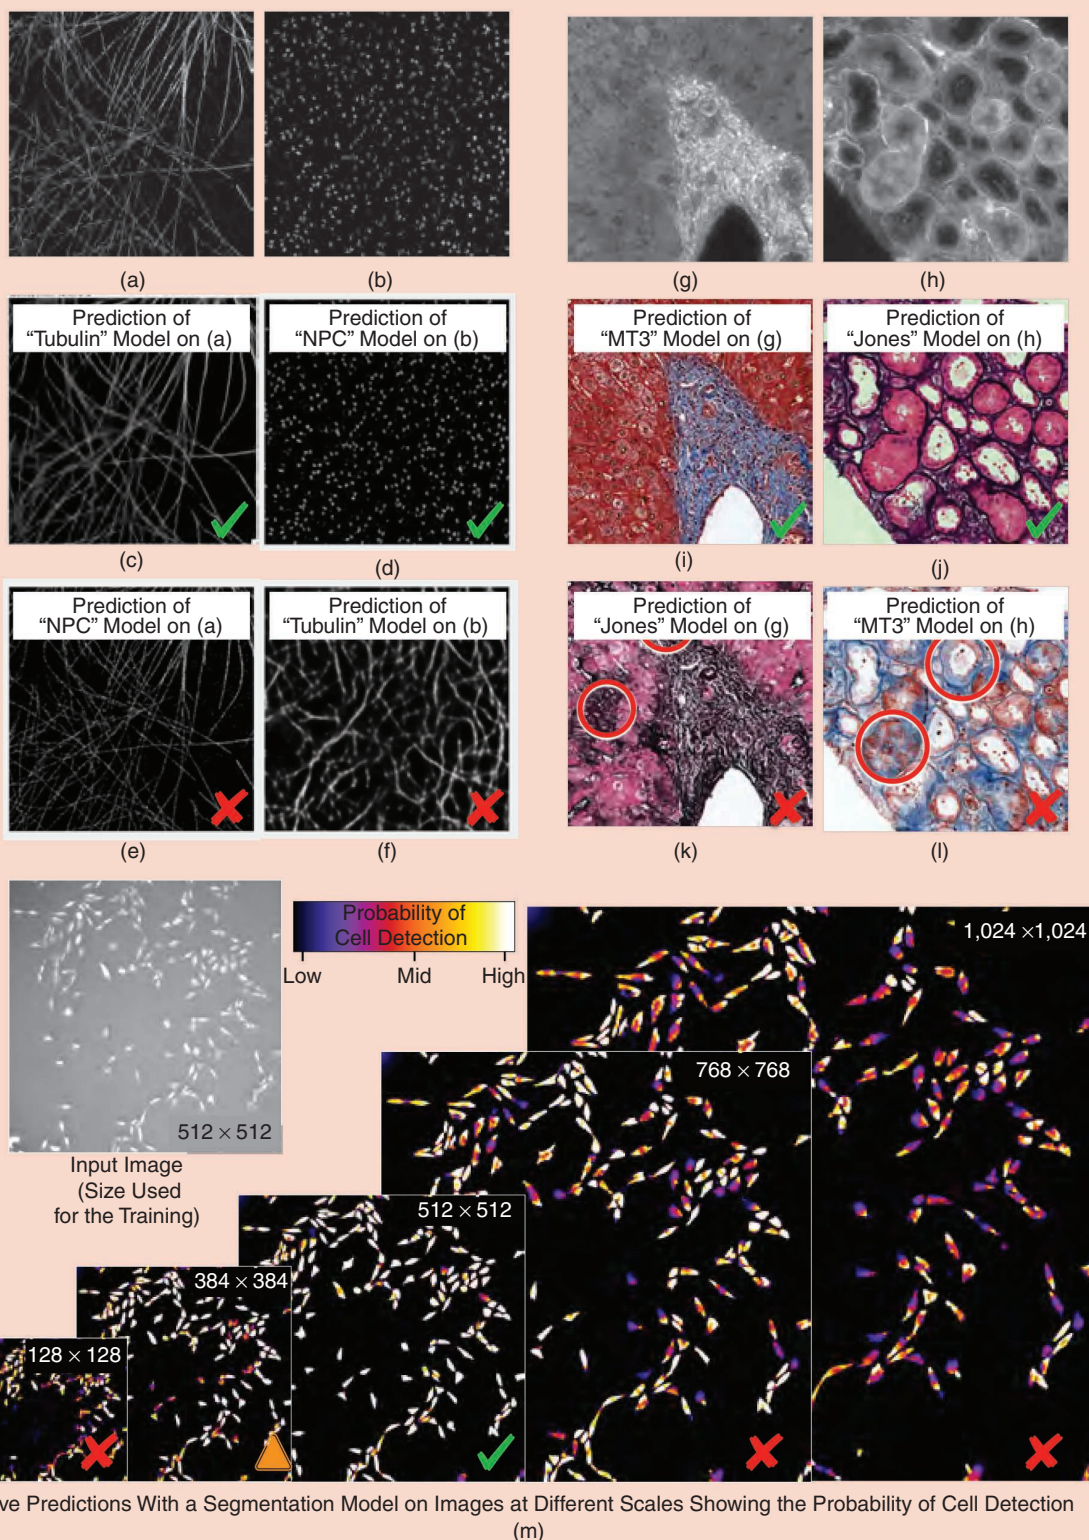 (a)
(b)
(g)
(h)
Prediction of
“Tubulin” Model on (a)
Prediction of
“NPC” Model on (b)
Prediction of
“MT3” Model on (g)
Prediction of
“Jones” Model on (h)
(c)
(d)
(i)
(j)
Prediction of
“NPC” Model on (a)
Prediction of
“Tubulin” Model on (b)
Prediction of
“Jones” Model on (g)
Prediction of
“MT3” Model on (h)
(e)
(f)
(k)
(l)
512 × 512
Input Image
(Size Used
for the Training)
Probability of
Cell Detection
Low
Mid
High
1,024 ×1,024
768 × 768
512 × 512
384 × 384
128 × 128
ve Predictions With a Segmentation Model on Images at Different Scales Showing the Probability of Cell Detection
(m)